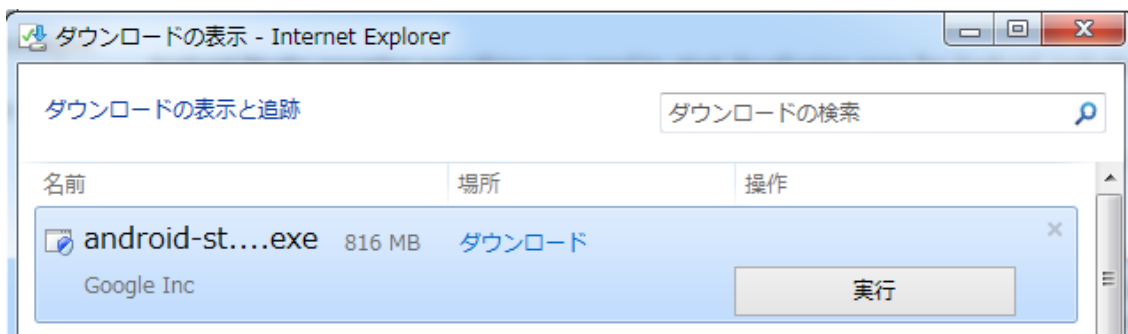 ダウンロードの表示 - Internet Explorer
ダウンロードの表示と追跡 ダウンロードの検索
名前 場所 操作
android-st....exe 816 MB ダウンロード
Google Inc 実行